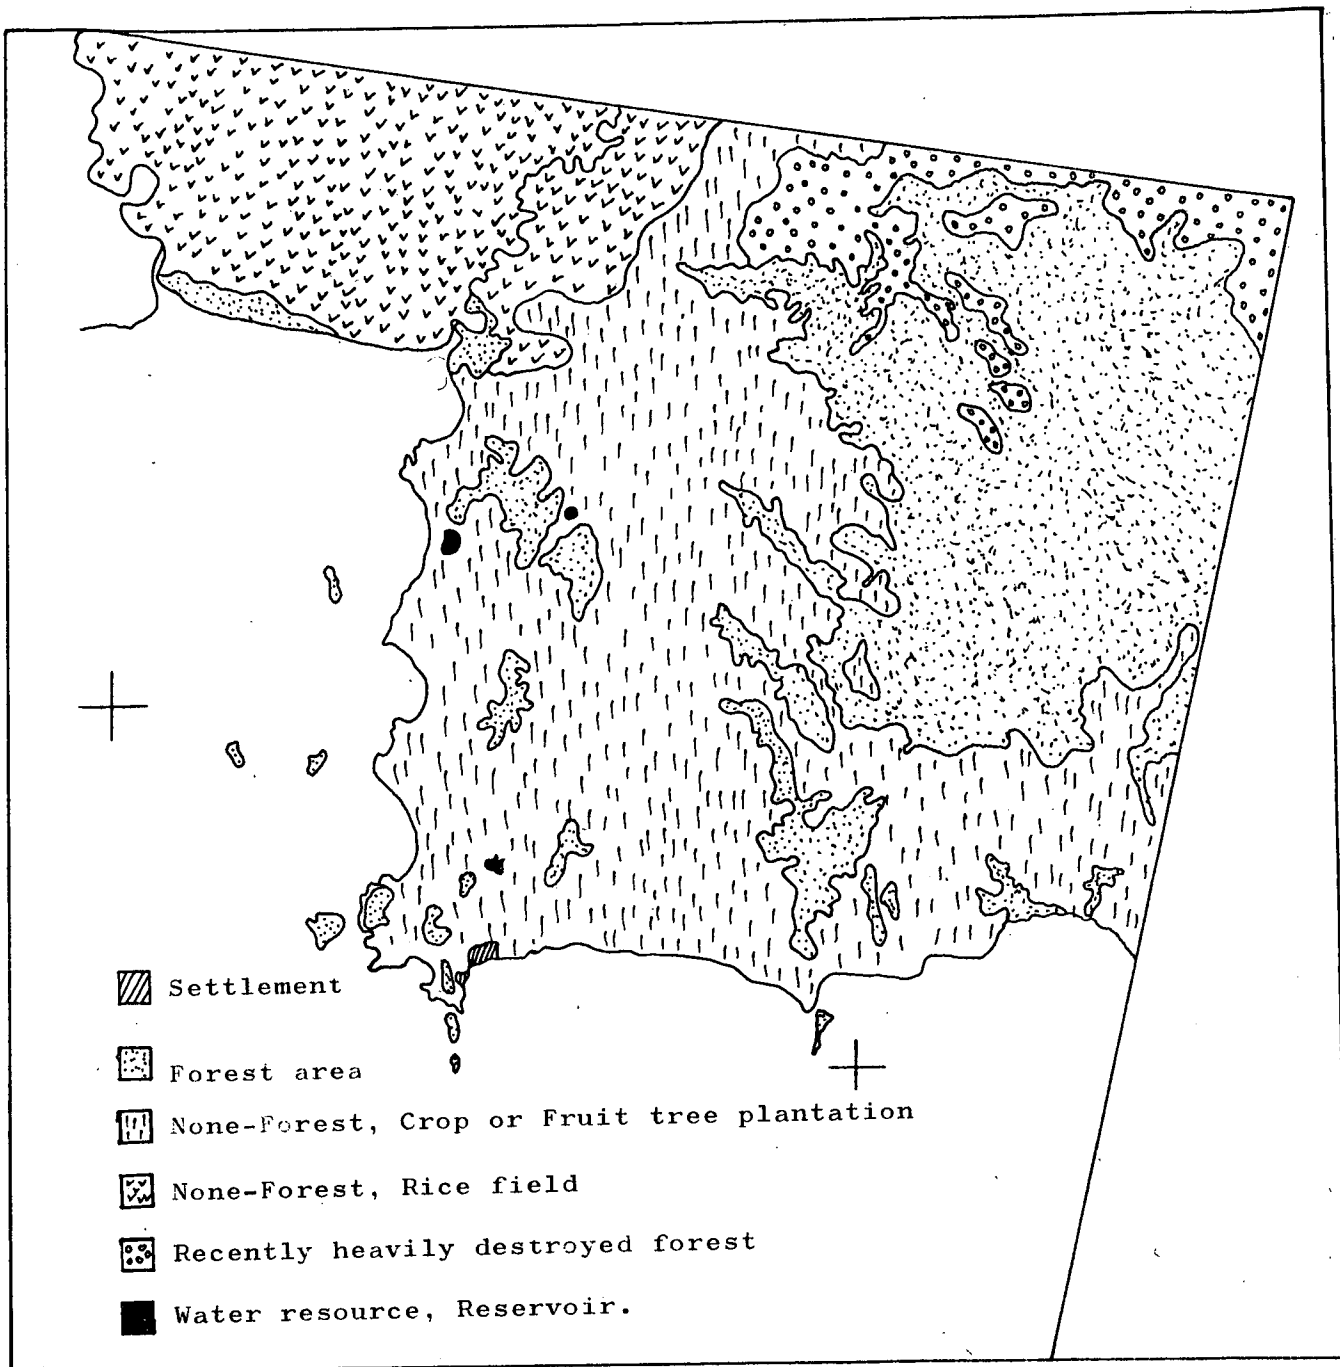 Settlement
Forest area
None-Forest, Crop or Fruit tree plantation
None-Forest, Rice field
Recently heavily destroyed forest
Water resource, Reservoir.